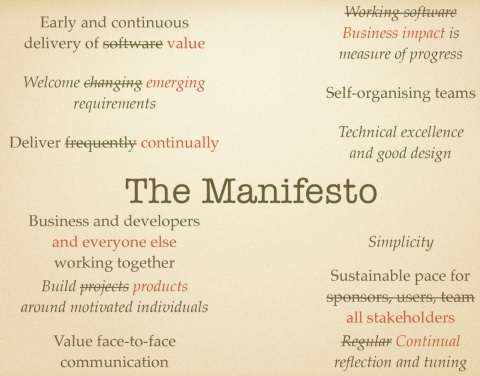 Early and continuous
delivery of software value
Welcome changing emerging
requirements
Deliver frequently continually
Working software
Business impact is
measure of progress
Self-organising teams
Technical excellence
and good design
The Manifesto
Business and developers
and everyone else
working together
Build projects products
around motivated individuals
Value face-to-face
communication
Simplicity
Sustainable pace for
sponsors, users, team
all stakeholders
Regular Continual
reflection and tuning